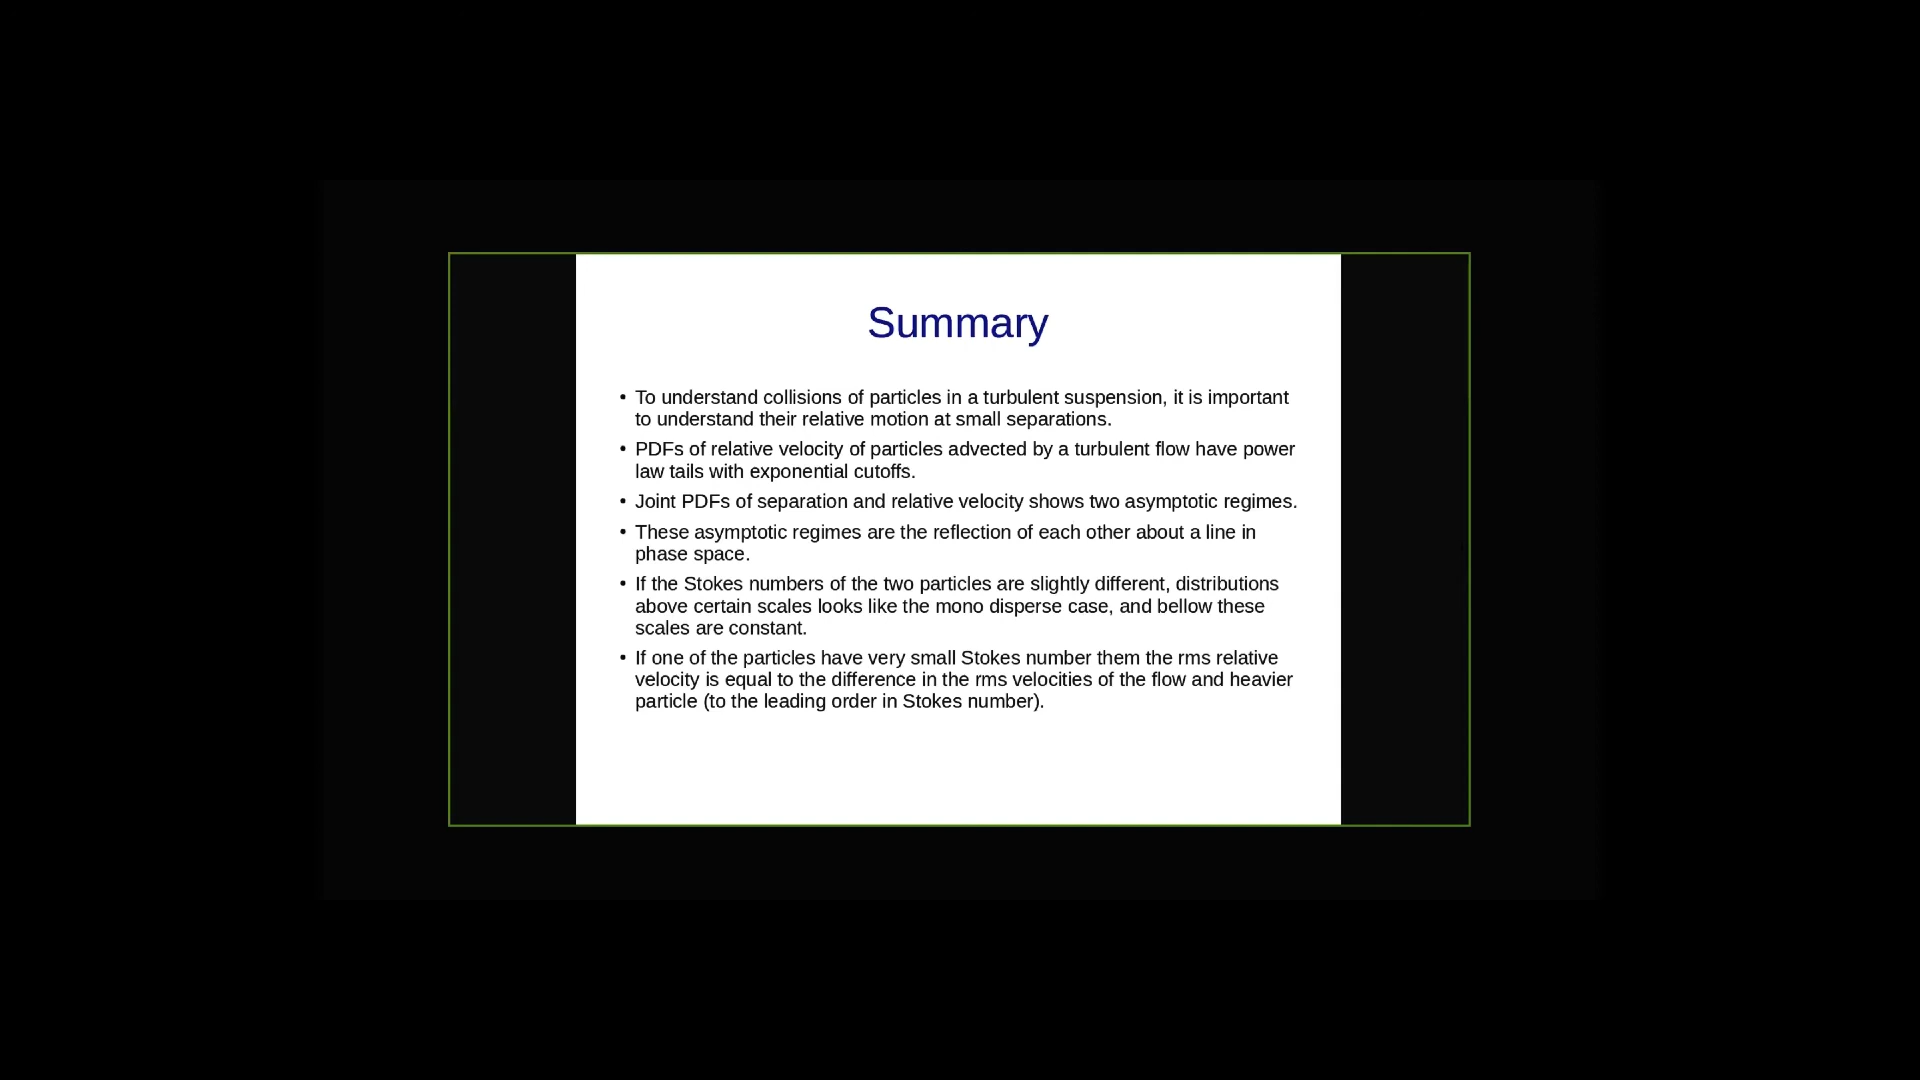 Summary
• To understand collisions of particles in a turbulent suspension, it is important
to understand their relative motion at small separations.
• PDFs of relative velocity of particles advected by a turbulent flow have power
law tails with exponential cutoffs.
• Joint PDFs of separation and relative velocity shows two asymptotic regimes.
• These asymptotic regimes are the reflection of each other about a line in
phase space.
• If the Stokes numbers of the two particles are slightly different, distributions
above certain scales looks like the mono disperse case, and bellow these
scales are constant.
• If one of the particles have very small Stokes number them the rms relative
velocity is equal to the difference in the rms velocities of the flow and heavier
particle (to the leading order in Stokes number).